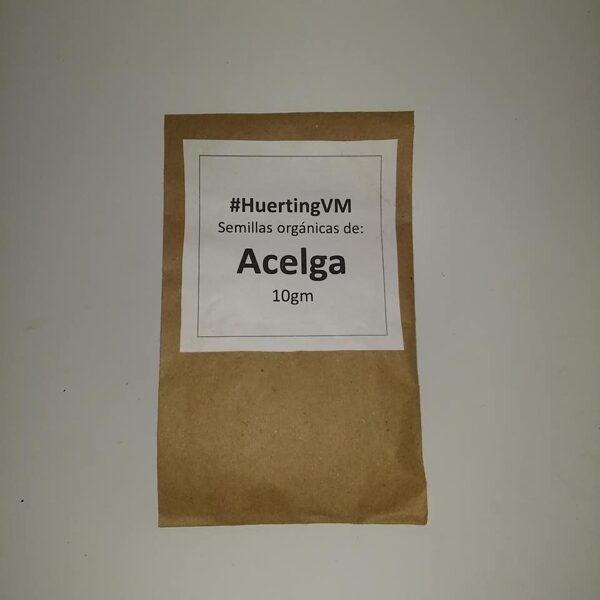 #HuertingVM
Semillas orgánicas de:
Acelga
10gm